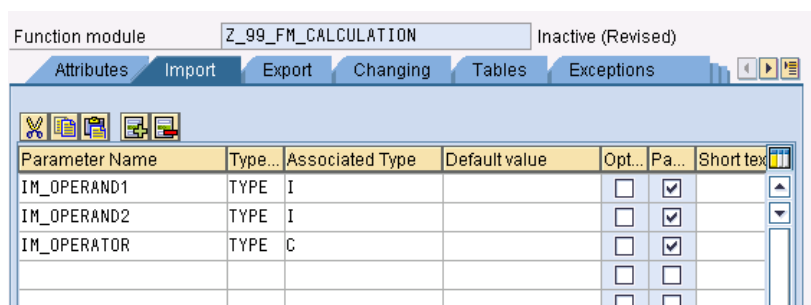 Function module Z_99_FM_CALCULATION Inactive (Revised)
Attributes Import Export Changing Tables Exceptions
Parameter Name Type... Associated Type Default value Opt... Pa... Short tex
IM_OPERAND1 TYPE I
IM_OPERAND2 TYPE I
IM_OPERATOR TYPE C